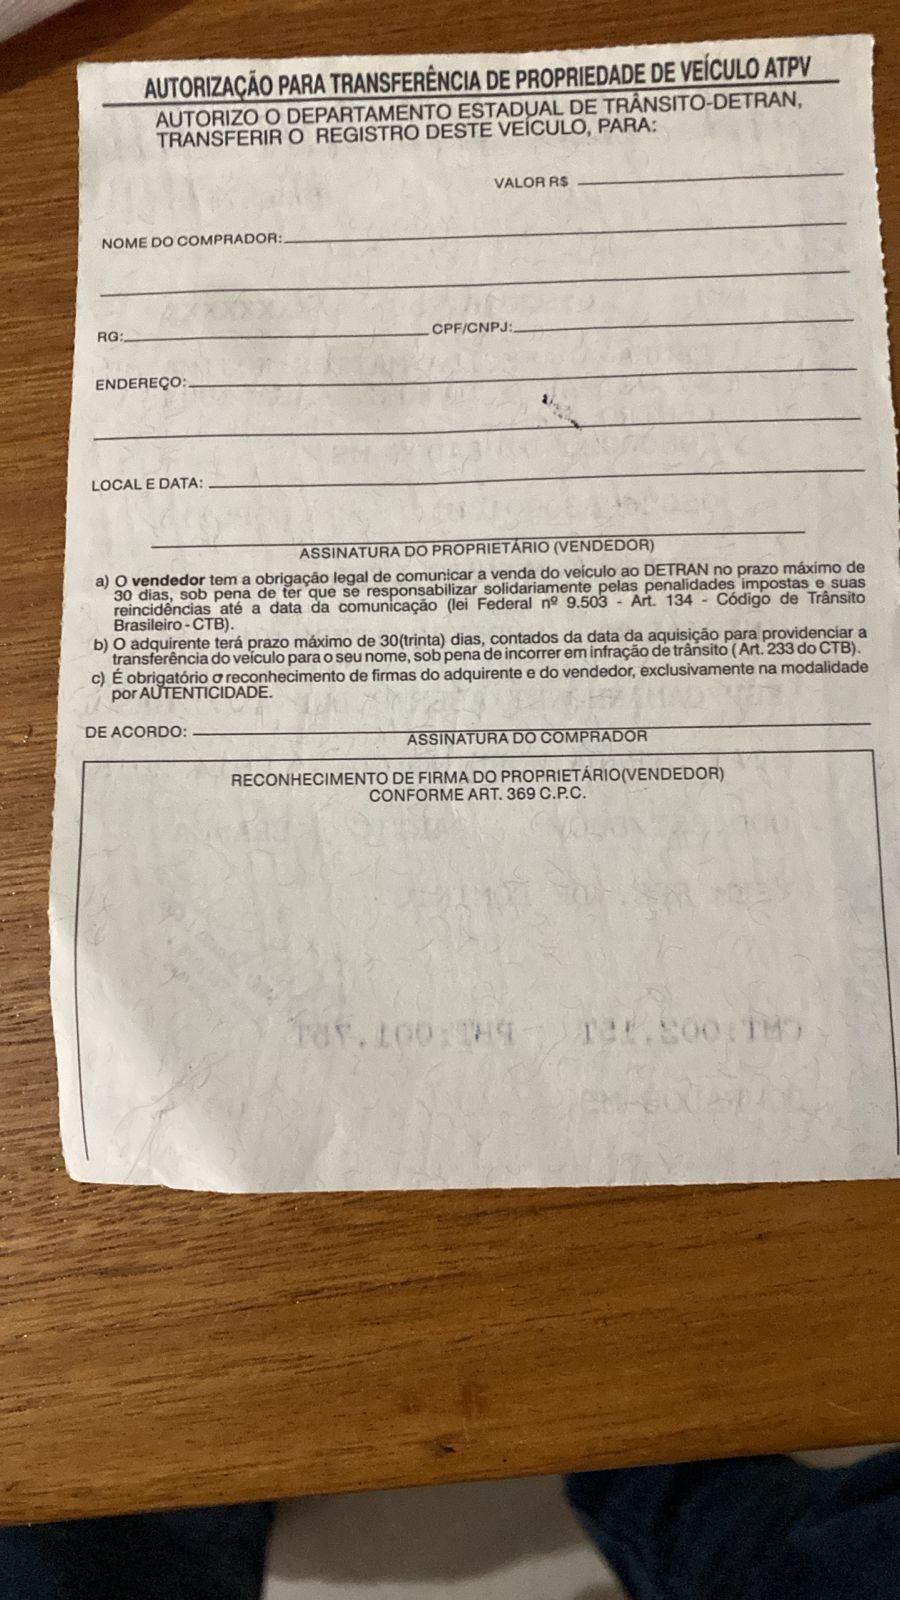 AUTORIZAÇÃO PARA TRANSFERÊNCIA DE PROPRIEDADE DE VEÍCULO ATPV
AUTORIZO O DEPARTAMENTO ESTADUAL DE TRÂNSITO-DETRAN,
TRANSFERIR O REGISTRO DESTE VEÍCULO, PARA:
VALOR R$
NOME DO COMPRADOR:
RG: CPF/CNPJ:
ENDEREÇO:
LOCAL E DATA:
ASSINATURA DO PROPRIETÁRIO (VENDEDOR)
a) O vendedor tem a obrigação legal de comunicar a venda do veículo ao DETRAN no prazo máximo de
30 dias, sob pena de ter que se responsabilizar solidariamente pelas penalidades impostas e suas
reincidências até a data da comunicação (lei Federal nº 9.503 - Art. 134 - Código de Trânsito
Brasileiro - CTB).
b) O adquirente terá prazo máximo de 30(trinta) dias, contados da data da aquisição para providenciar a
transferência do veículo para o seu nome, sob pena de incorrer em infração de trânsito ( Art. 233 do CTB).
c) É obrigatório o reconhecimento de firmas do adquirente e do vendedor, exclusivamente na modalidade
por AUTENTICIDADE.
DE ACORDO:
ASSINATURA DO COMPRADOR
RECONHECIMENTO DE FIRMA DO PROPRIETÁRIO(VENDEDOR)
CONFORME ART. 369 C.P.C.
CMT:002.15T PHT:001.78T